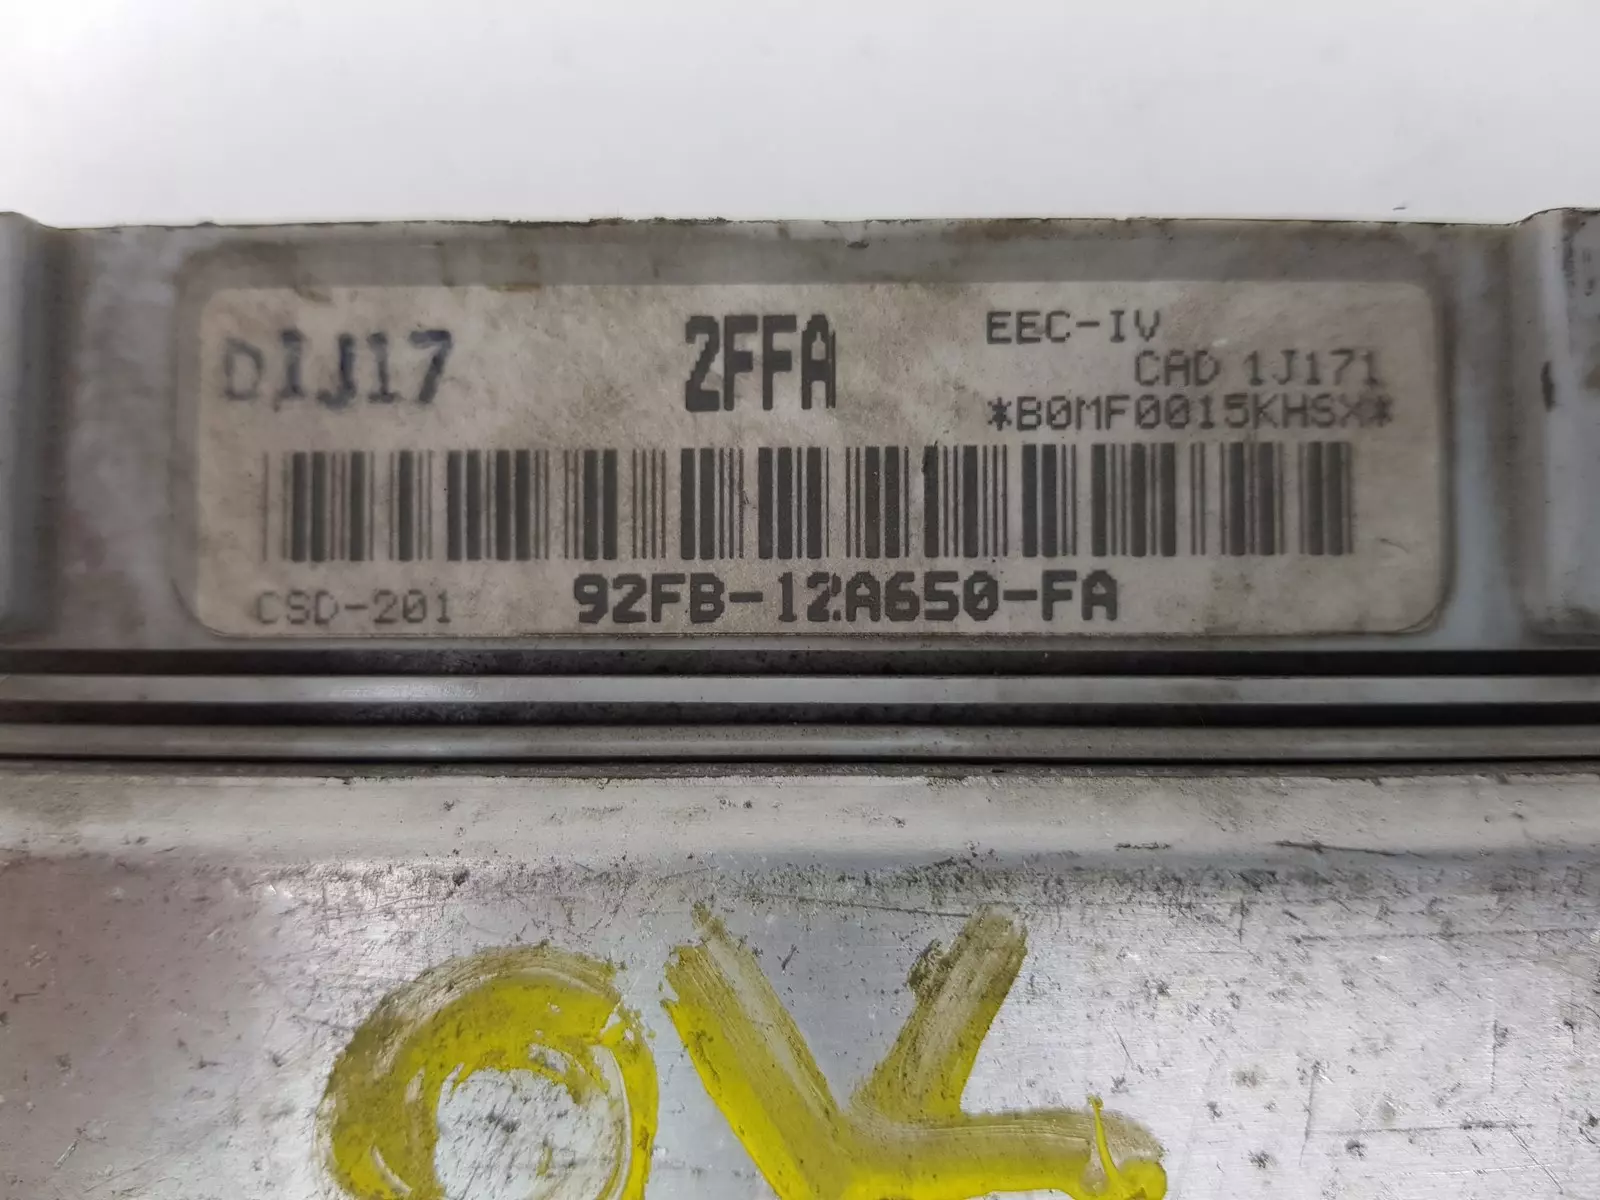 D1J17 2FFA EEC-IV
CAD 1J171
*B0MF0015KHSX*
CSD-201 92FB-12A650-FA
OK